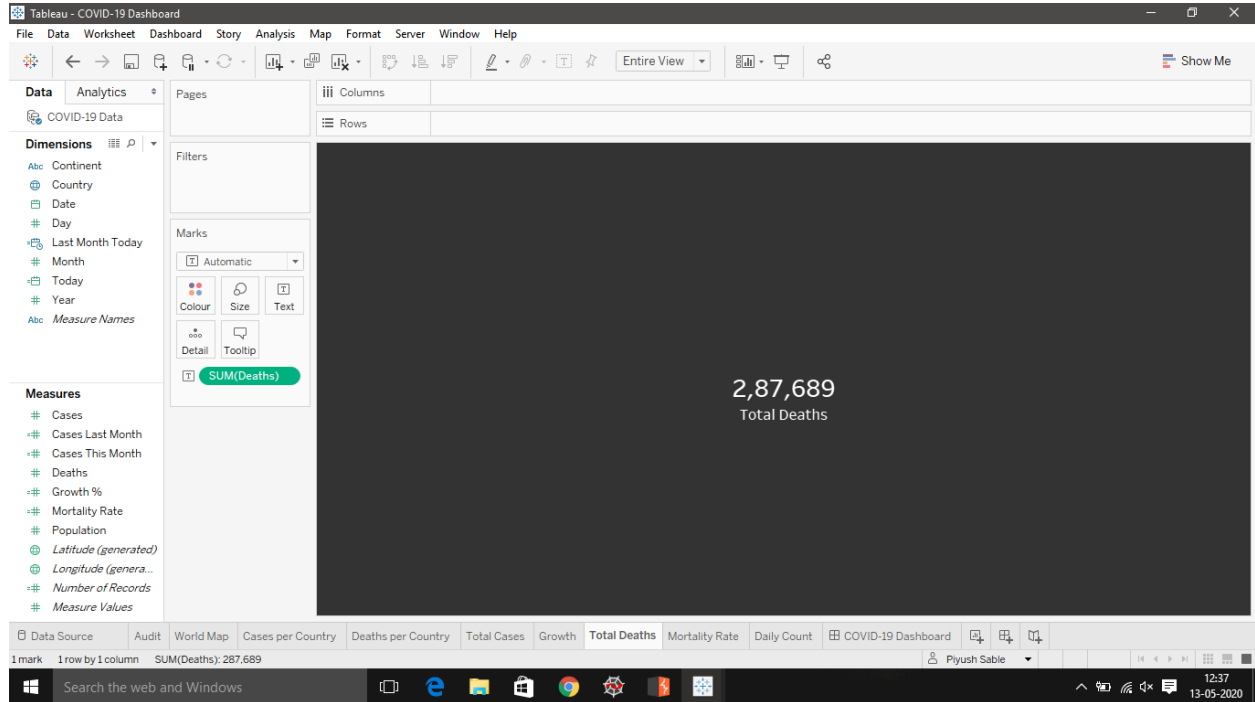 Tableau - COVID-19 Dashboard
File Data Worksheet Dashboard Story Analysis Map Format Server Window Help
Entire View
Show Me
Data Analytics
COVID-19 Data
Dimensions
Abc Continent
Country
Date
# Day
Last Month Today
# Month
Today
# Year
Abc Measure Names
Measures
# Cases
=# Cases Last Month
=# Cases This Month
# Deaths
=# Growth %
=# Mortality Rate
# Population
Latitude (generated)
Longitude (genera...
=# Number of Records
# Measure Values
Pages
Filters
Marks
T Automatic
Colour Size Text
Detail Tooltip
T SUM(Deaths)
iii Columns
Rows
2,87,689
Total Deaths
Data Source Audit World Map Cases per Country Deaths per Country Total Cases Growth Total Deaths Mortality Rate Daily Count COVID-19 Dashboard
1 mark 1 row by 1 column SUM(Deaths): 287,689 Piyush Sable
Search the web and Windows
12:37
13-05-2020